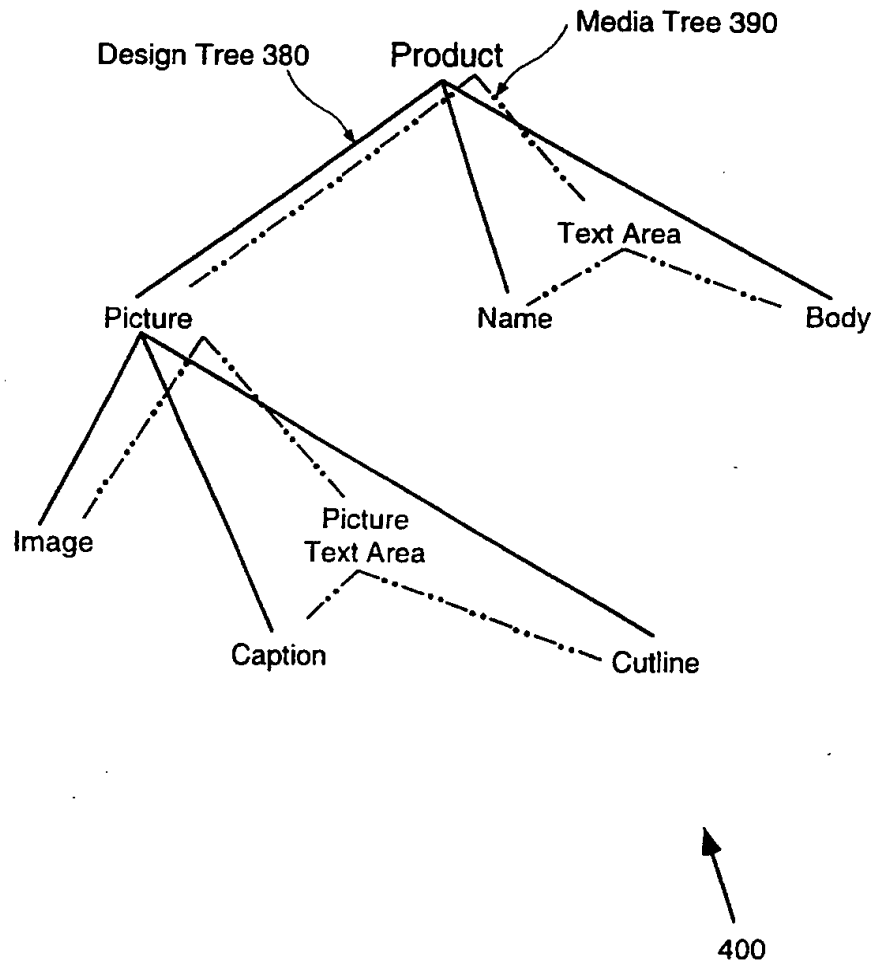 Media Tree 390
Design Tree 380
Product
Text Area
Picture
Name
Body
Picture
Text Area
Image
Caption
Cutline
400